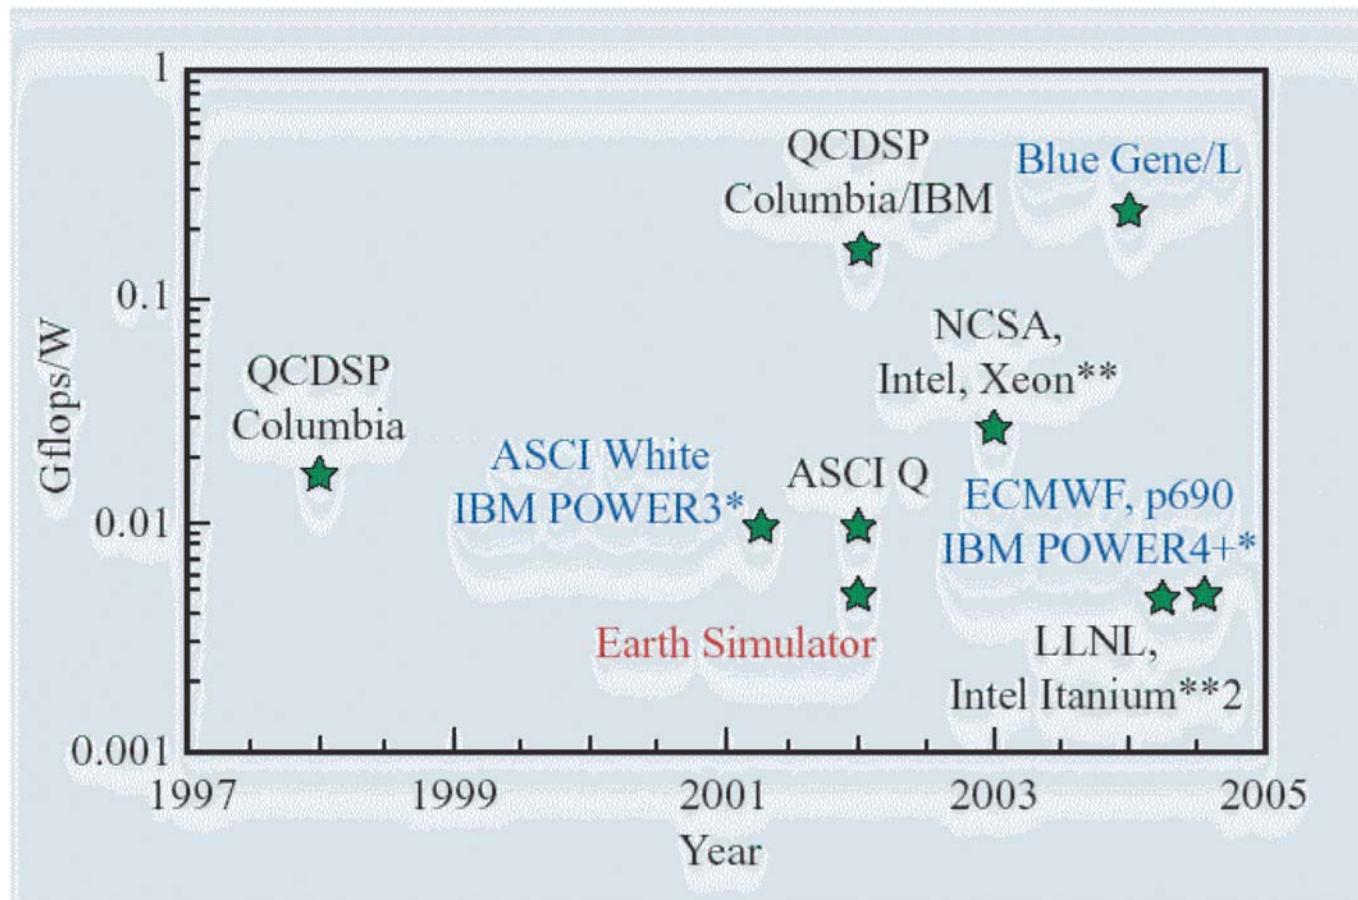 1
QCDSP
Columbia/IBM
Blue Gene/L
0.1
NCSA,
Intel, Xeon**
QCDSP
Columbia
Gflops/W
ASCI White
IBM POWER3*
ASCI Q
ECMWF, p690
IBM POWER4+*
0.01
Earth Simulator
LLNL,
Intel Itanium**2
0.001
1997 1999 2001 2003 2005
Year